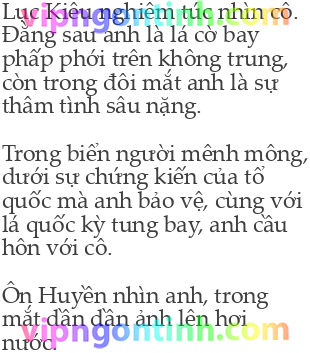 Lục Kiêu nghiêm túc nhìn cô.
Đằng sau anh là lá cờ bay
phấp phới trên không trung,
còn trong đôi mắt anh là sự
thâm tình sâu nặng.
Trong biển người mênh mông,
dưới sự chứng kiến của tổ
quốc mà anh bảo vệ, cùng với
lá quốc kỳ tung bay, anh cầu
hôn với cô.
Ôn Huyền nhìn anh, trong
mắt dần dần ảnh lên hơi
nước.
vipngontinh.com
vipngontinh.com